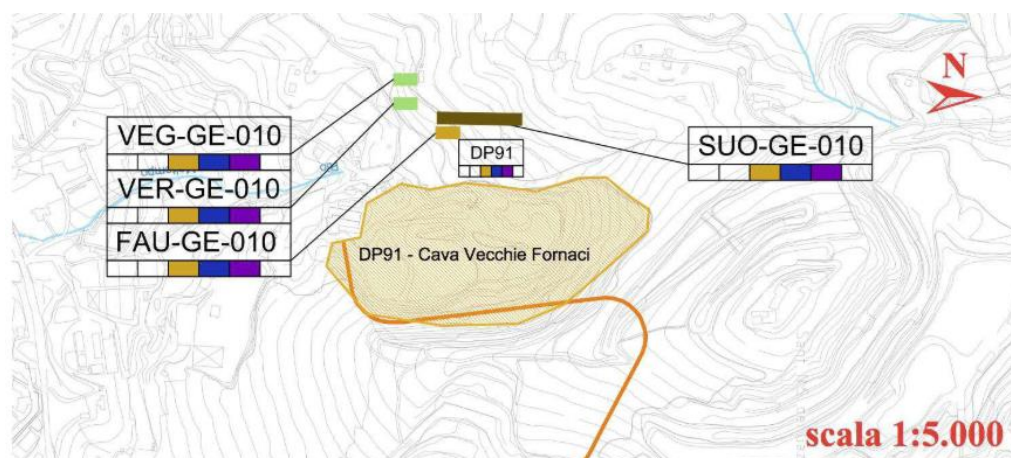 N
VEG-GE-010
VER-GE-010
FAU-GE-010
DP91
SUO-GE-010
DP91 - Cava Vecchie Fornaci
scala 1:5.000